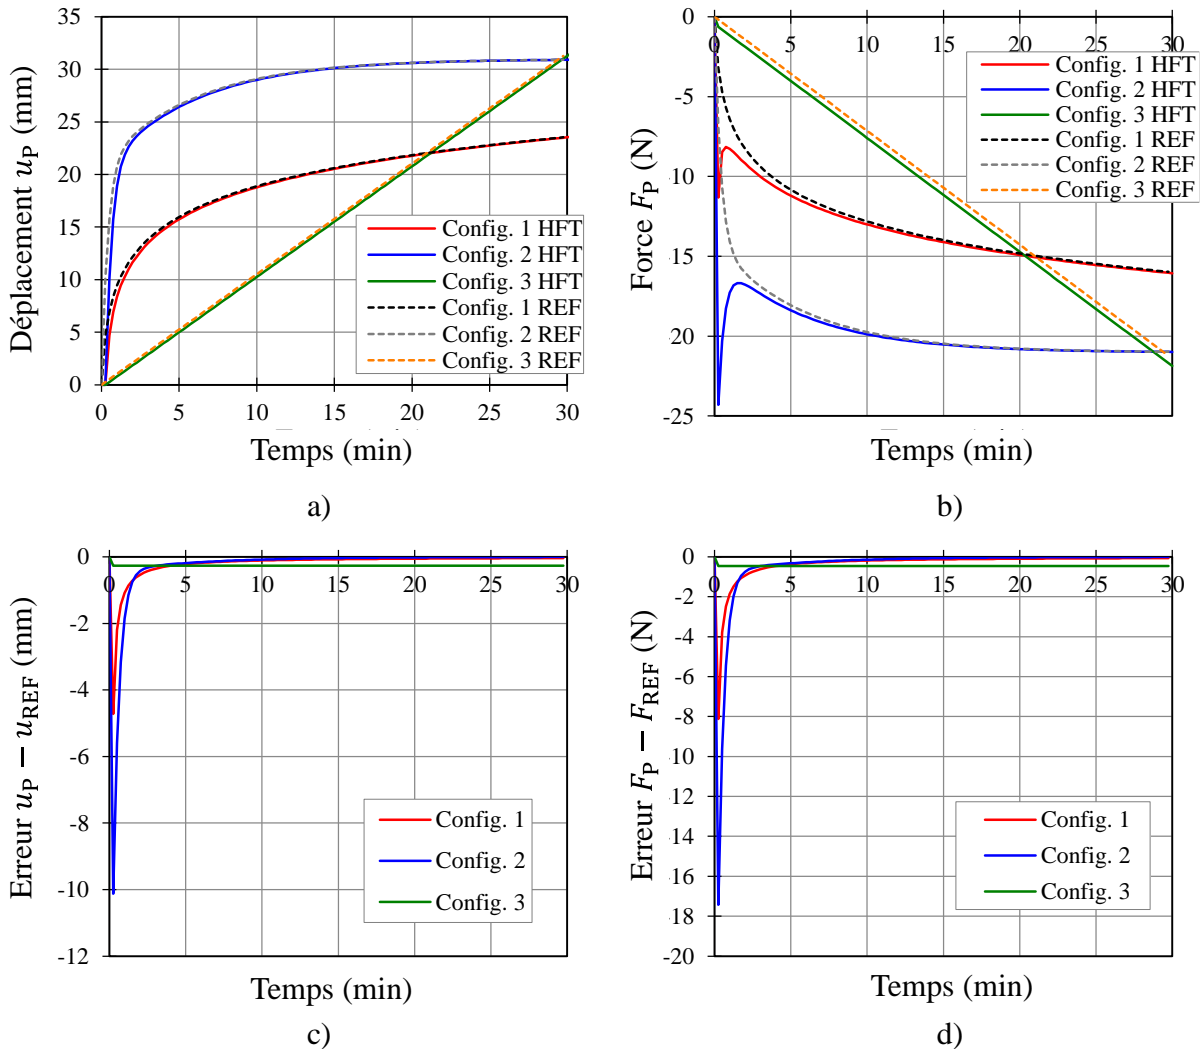 35
30
25
20
15
10
5
0
Déplacement u_P (mm)
0 5 10 15 20 25 30
Config. 1 HFT
Config. 2 HFT
Config. 3 HFT
Config. 1 REF
Config. 2 REF
Config. 3 REF
Temps (min)
a)
0
-5
10
15
20
-25
Force F_P (N)
0 5 10 15 20 25 30
Config. 1 HFT
Config. 2 HFT
Config. 3 HFT
Config. 1 REF
Config. 2 REF
Config. 3 REF
Temps (min)
b)
0
-2
-4
-6
-8
-10
-12
Erreur u_P − u_REF (mm)
0 5 10 15 20 25 30
Config. 1
Config. 2
Config. 3
Temps (min)
c)
0
-2
-4
-6
-8
10
12
14
16
-18
-20
Erreur F_P − F_REF (N)
0 5 10 15 20 25 30
Config. 1
Config. 2
Config. 3
Temps (min)
d)